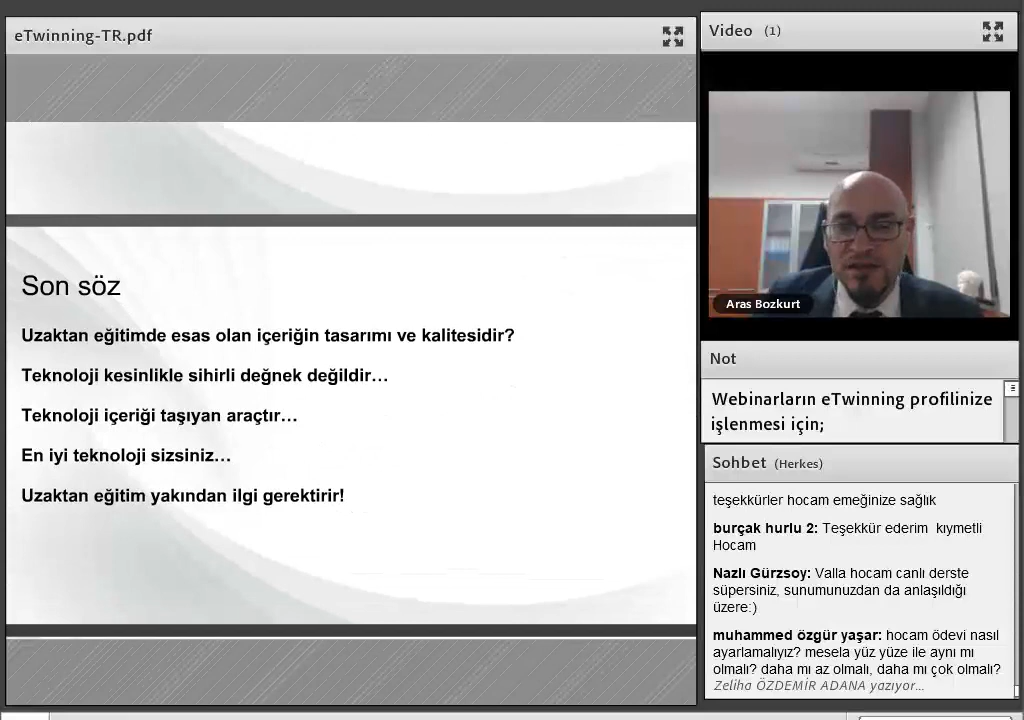 eTwinning-TR.pdf
Son söz
Uzaktan eğitimde esas olan içeriğin tasarımı ve kalitesidir?
Teknoloji kesinlikle sihirli değnek değildir…
Teknoloji içeriği taşıyan araçtır…
En iyi teknoloji sizsiniz…
Uzaktan eğitim yakından ilgi gerektirir!
Video (1)
Aras Bozkurt
Not
Webinarların eTwinning profilinize
işlenmesi için;
Sohbet (Herkes)
teşekkürler hocam emeğinize sağlık
burçak hurlu 2: Teşekkür ederim kıymetli
Hocam
Nazlı Gürzsoy: Valla hocam canlı derste
süpersiniz, sunumunuzdan da anlaşıldığı
üzere:)
muhammed özgür yaşar: hocam ödevi nasıl
ayarlamalıyız? mesela yüz yüze ile aynı mı
olmalı? daha mı az olmalı, daha mı çok olmalı?
Zeliha ÖZDEMİR ADANA yazıyor...